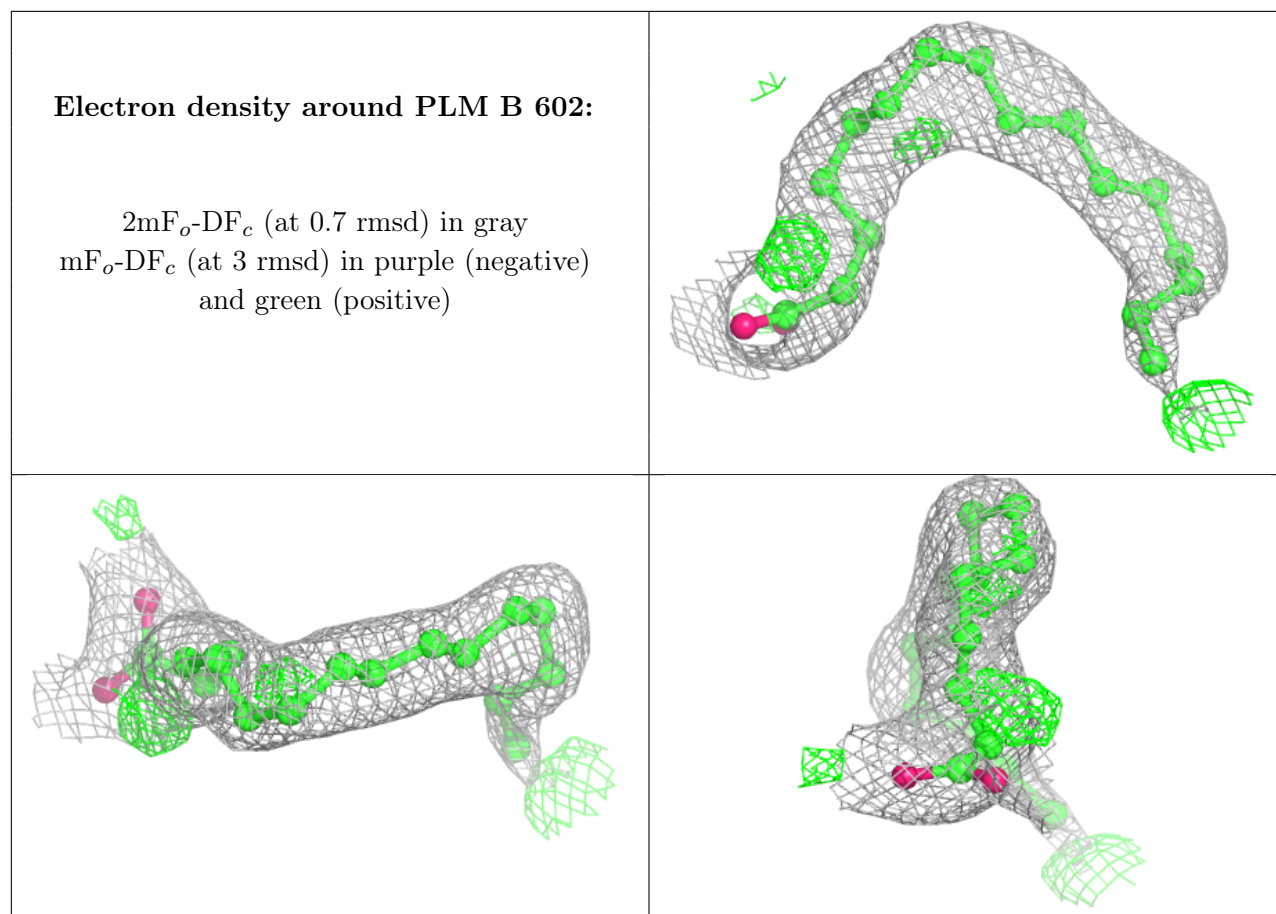 Electron density around PLM B 602:
2mFₒ-DF𝒸 (at 0.7 rmsd) in gray
mFₒ-DF𝒸 (at 3 rmsd) in purple (negative)
and green (positive)